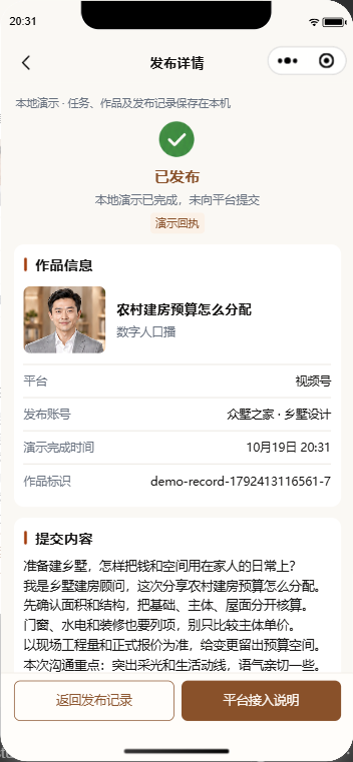 20:31
发布详情
本地演示 · 任务、作品及发布记录保存在本机
已发布
本地演示已完成，未向平台提交
演示回执
作品信息
农村建房预算怎么分配
数字人口播
平台 视频号
发布账号 众墅之家 · 乡墅设计
演示完成时间 10月19日 20:31
作品标识 demo-record-1792413116561-7
提交内容
准备建乡墅，怎样把钱和空间用在家人的日常上？
我是乡墅建房顾问，这次分享农村建房预算怎么分配。
先确认面积和结构，把基础、主体、屋面分开核算。
门窗、水电和装修也要列项，别只比较主体单价。
以现场工程量和正式报价为准，给变更留出预算空间。
本次沟通重点：突出采光和生活动线，语气亲切一些。
返回发布记录 平台接入说明